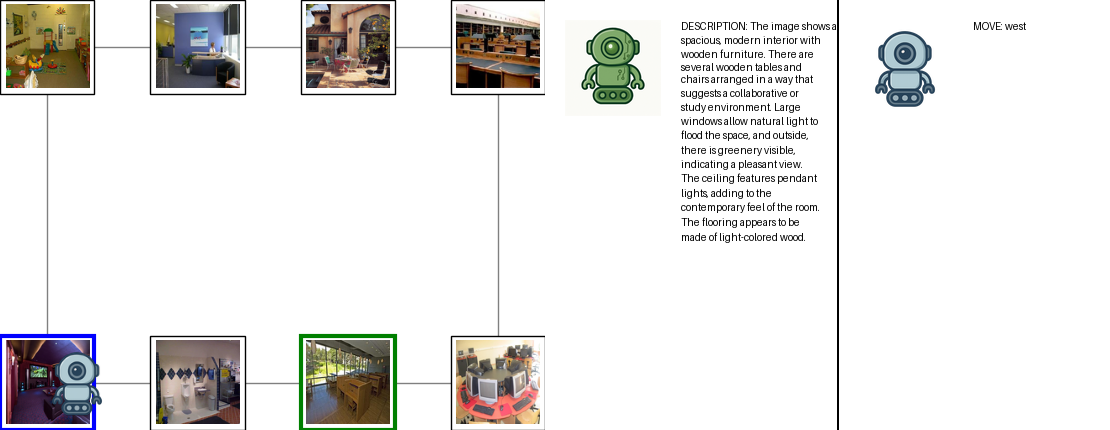 DESCRIPTION: The image shows a
spacious, modern interior with
wooden furniture. There are
several wooden tables and
chairs arranged in a way that
suggests a collaborative or
study environment. Large
windows allow natural light to
flood the space, and outside,
there is greenery visible,
indicating a pleasant view.
The ceiling features pendant
lights, adding to the
contemporary feel of the room.
The flooring appears to be
made of light-colored wood.
MOVE: west